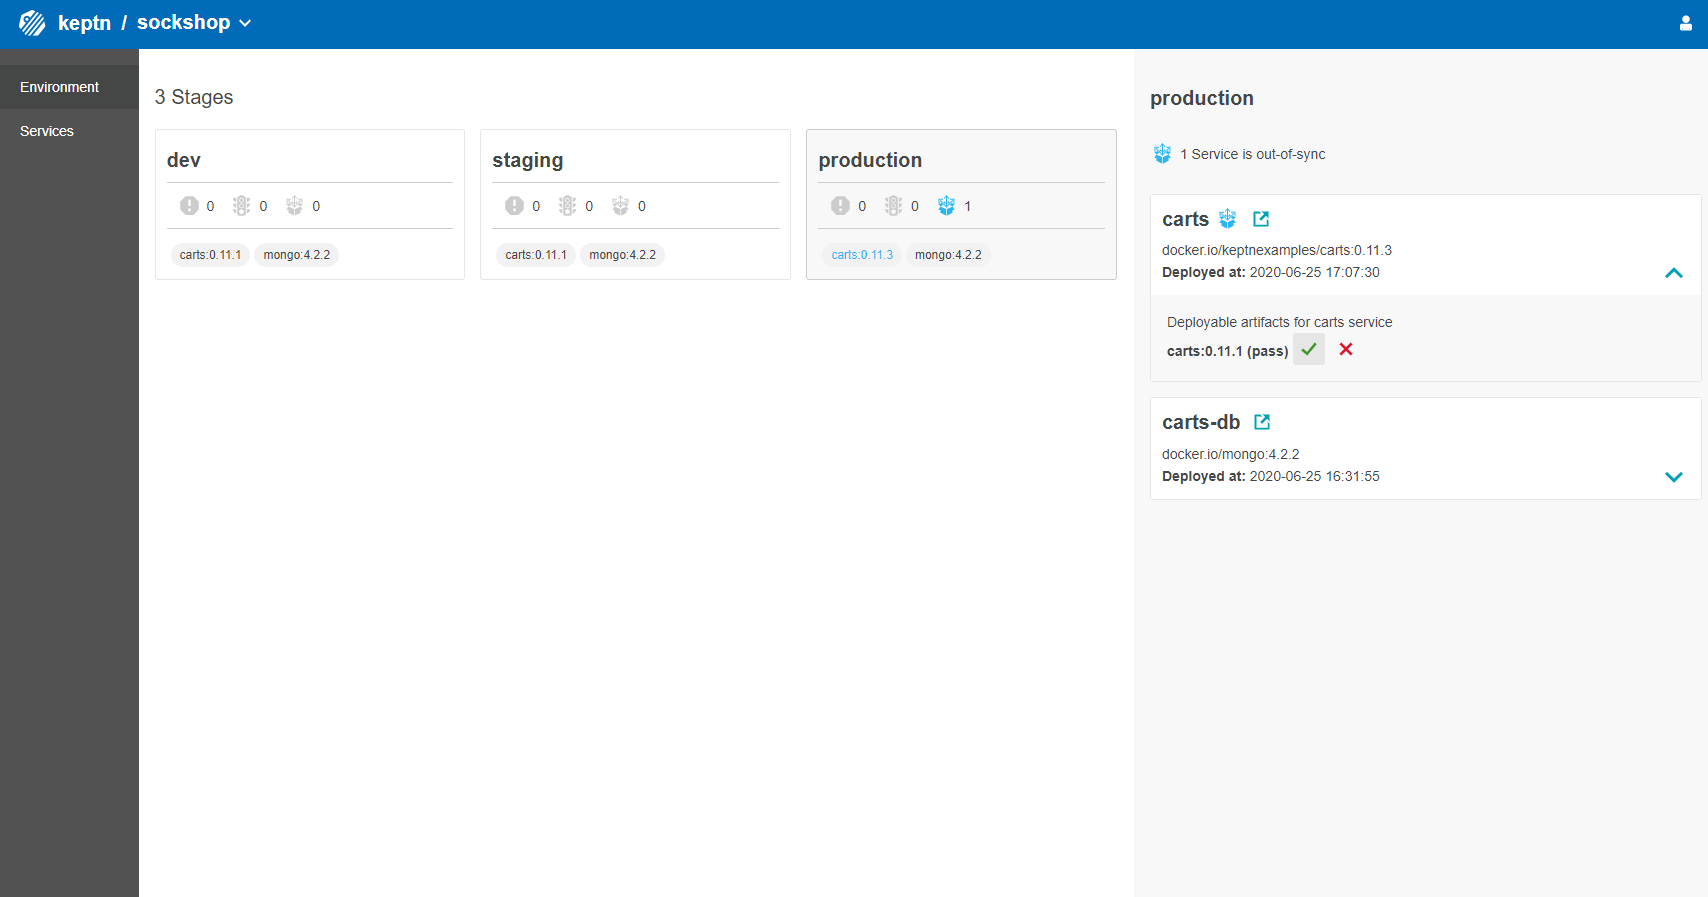 keptn / sockshop
Environment
Services
3 Stages
dev
0 0 0
carts:0.11.1 mongo:4.2.2
staging
0 0 0
carts:0.11.1 mongo:4.2.2
production
0 0 1
carts:0.11.3 mongo:4.2.2
production
1 Service is out-of-sync
carts
docker.io/keptnexamples/carts:0.11.3
Deployed at: 2020-06-25 17:07:30
Deployable artifacts for carts service
carts:0.11.1 (pass)
carts-db
docker.io/mongo:4.2.2
Deployed at: 2020-06-25 16:31:55